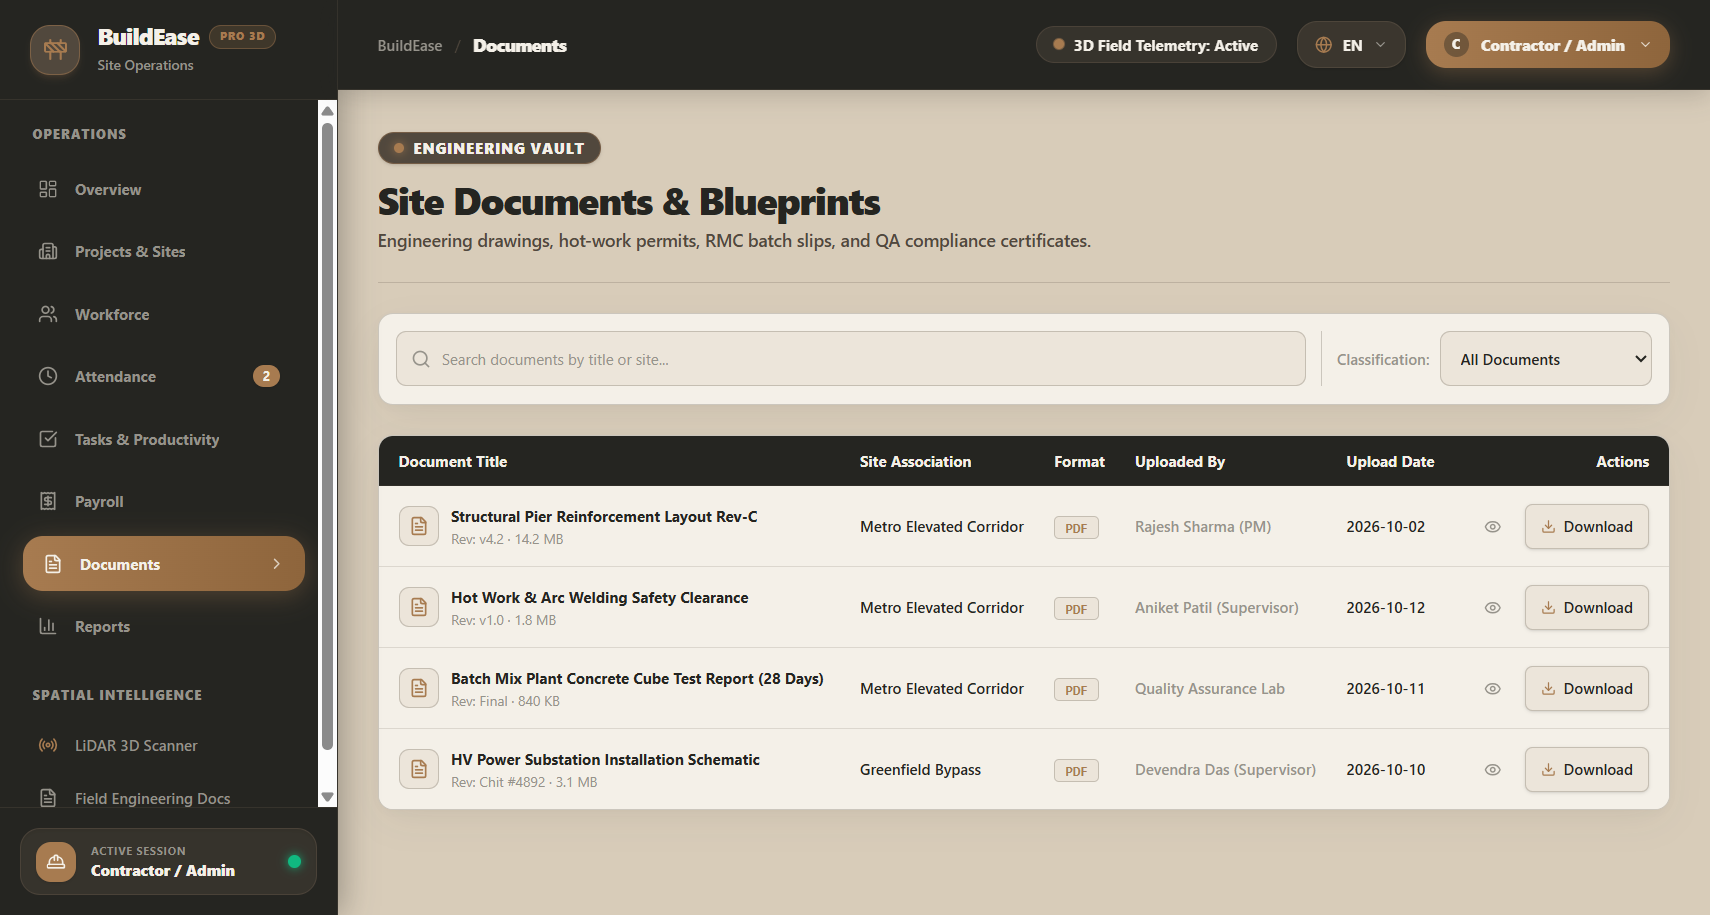 BuildEase
PRO 3D
Site Operations
BuildEase / Documents
3D Field Telemetry: Active
EN
C
Contractor / Admin
OPERATIONS
Overview
Projects & Sites
Workforce
Attendance
2
Tasks & Productivity
Payroll
Documents
Reports
SPATIAL INTELLIGENCE
LiDAR 3D Scanner
Field Engineering Docs
ACTIVE SESSION
Contractor / Admin
ENGINEERING VAULT
Site Documents & Blueprints
Engineering drawings, hot-work permits, RMC batch slips, and QA compliance certificates.
Search documents by title or site...
Classification:
All Documents
Document Title Site Association Format Uploaded By Upload Date Actions
Structural Pier Reinforcement Layout Rev-C
Rev: v4.2 · 14.2 MB
Metro Elevated Corridor PDF Rajesh Sharma (PM) 2026-10-02 Download
Hot Work & Arc Welding Safety Clearance
Rev: v1.0 · 1.8 MB
Metro Elevated Corridor PDF Aniket Patil (Supervisor) 2026-10-12 Download
Batch Mix Plant Concrete Cube Test Report (28 Days)
Rev: Final · 840 KB
Metro Elevated Corridor PDF Quality Assurance Lab 2026-10-11 Download
HV Power Substation Installation Schematic
Rev: Chit #4892 · 3.1 MB
Greenfield Bypass PDF Devendra Das (Supervisor) 2026-10-10 Download